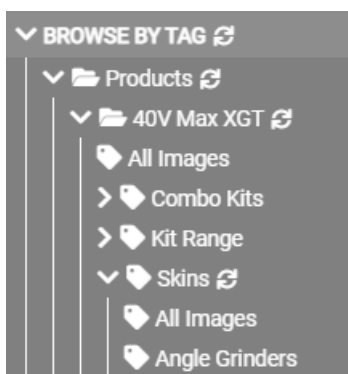 BROWSE BY TAG
Products
40V Max XGT
All Images
Combo Kits
Kit Range
Skins
All Images
Angle Grinders